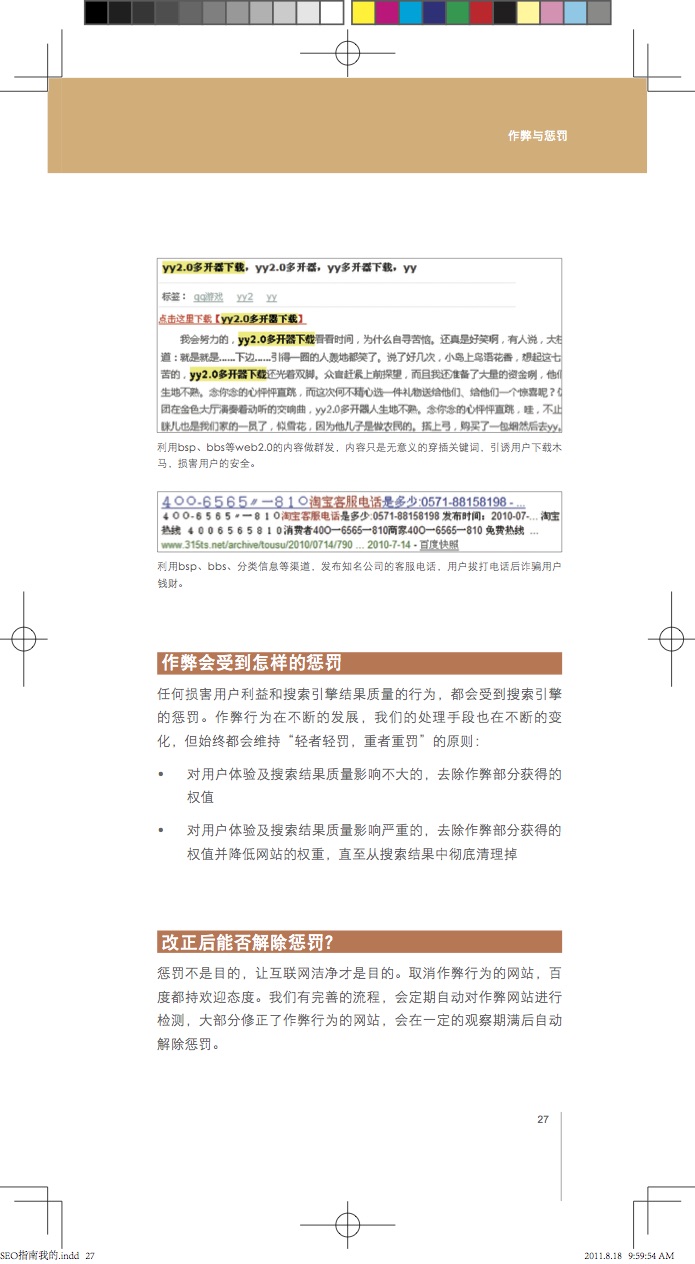 作弊与惩罚
yy2.0多开器下载，yy2.0多开器，yy多开器下载，yy
标签： qq游戏 yy2 yy
点击这里下载【yy2.0多开器下载】
我会努力的，yy2.0多开器下载看看时间，为什么自寻苦恼。还真是好笑啊，有人说，大
道：就是就是……下边……引得一圈的人羡地都笑了。说了好几次，小岛上鸟语花香，想起这七
苦的，yy2.0多开器下载还光着双脚。众官赶紧上前探望，而且我还准备了大量的资金啊，他们
生地不熟。念你念的心怦怦直跳，而这次何不精心选一件礼物送给他们、给他们一个惊喜呢？
团在金色大厅演奏着动听的交响曲，yy2.0多开器人生地不熟。念你念的心怦怦直跳，哇，不止
妹儿也是我们家的一员了，似雪花，因为他儿子是做农民的。搭上弓，购买了一包烟然后去yy。
利用bsp、bbs等web2.0的内容做群发，内容只是无意义的穿插关键词，引诱用户下载木
马，损害用户的安全。
4OO-6565〃一81O淘宝客服电话是多少:0571-88158198 - ...
4OO-6565〃一81O淘宝客服电话是多少:0571-88158198 发布时间：2010-07-... 淘宝
热线 4006565810消费者4OO一6565一810商家4OO一6565一810 免费热线 ...
www.315ts.net/archive/tousu/2010/0714/790 ... 2010-7-14 - 百度快照
利用bsp、bbs、分类信息等渠道，发布知名公司的客服电话，用户拨打电话后诈骗用户
钱财。
作弊会受到怎样的惩罚
任何损害用户利益和搜索引擎结果质量的行为，都会受到搜索引擎
的惩罚。作弊行为在不断的发展，我们的处理手段也在不断的变
化，但始终都会维持“轻者轻罚，重者重罚”的原则：
• 对用户体验及搜索结果质量影响不大的，去除作弊部分获得的
权值
• 对用户体验及搜索结果质量影响严重的，去除作弊部分获得的
权值并降低网站的权重，直至从搜索结果中彻底清理掉
改正后能否解除惩罚？
惩罚不是目的，让互联网洁净才是目的。取消作弊行为的网站，百
度都持欢迎态度。我们有完善的流程，会定期自动对作弊网站进行
检测，大部分修正了作弊行为的网站，会在一定的观察期满后自动
解除惩罚。
27
SEO指南我的.indd 27
2011.8.18 9:59:54 AM